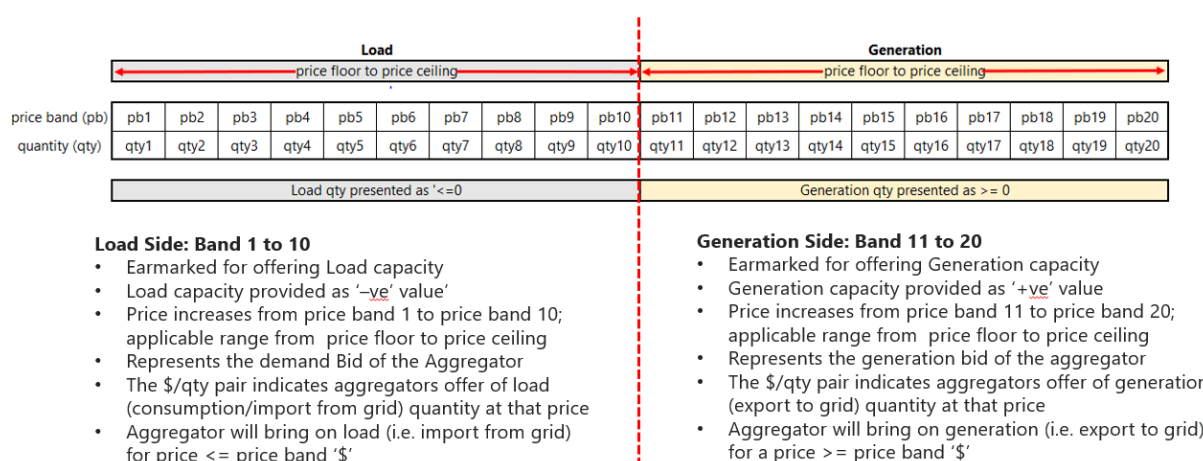 Load Generation
price floor to price ceiling price floor to price ceiling
price band (pb) pb1 pb2 pb3 pb4 pb5 pb6 pb7 pb8 pb9 pb10 pb11 pb12 pb13 pb14 pb15 pb16 pb17 pb18 pb19 pb20
quantity (qty) qty1 qty2 qty3 qty4 qty5 qty6 qty7 qty8 qty9 qty10 qty11 qty12 qty13 qty14 qty15 qty16 qty17 qty18 qty19 qty20
Load qty presented as '<=0 Generation qty presented as >= 0
Load Side: Band 1 to 10
• Earmarked for offering Load capacity
• Load capacity provided as '–ve' value'
• Price increases from price band 1 to price band 10;
applicable range from price floor to price ceiling
• Represents the demand Bid of the Aggregator
• The $/qty pair indicates aggregators offer of load
(consumption/import from grid) quantity at that price
• Aggregator will bring on load (i.e. import from grid)
for price <= price band '$'
Generation Side: Band 11 to 20
• Earmarked for offering Generation capacity
• Generation capacity provided as '+ve' value
• Price increases from price band 11 to price band 20;
applicable range from price floor to price ceiling
• Represents the generation bid of the aggregator
• The $/qty pair indicates aggregators offer of generation
(export to grid) quantity at that price
• Aggregator will bring on generation (i.e. export to grid)
for a price >= price band '$'